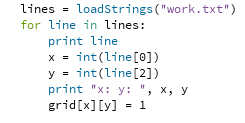 lines = loadStrings("work.txt")
for line in lines:
    print line
    x = int(line[0])
    y = int(line[2])
    print "x: y: ", x, y
    grid[x][y] = 1